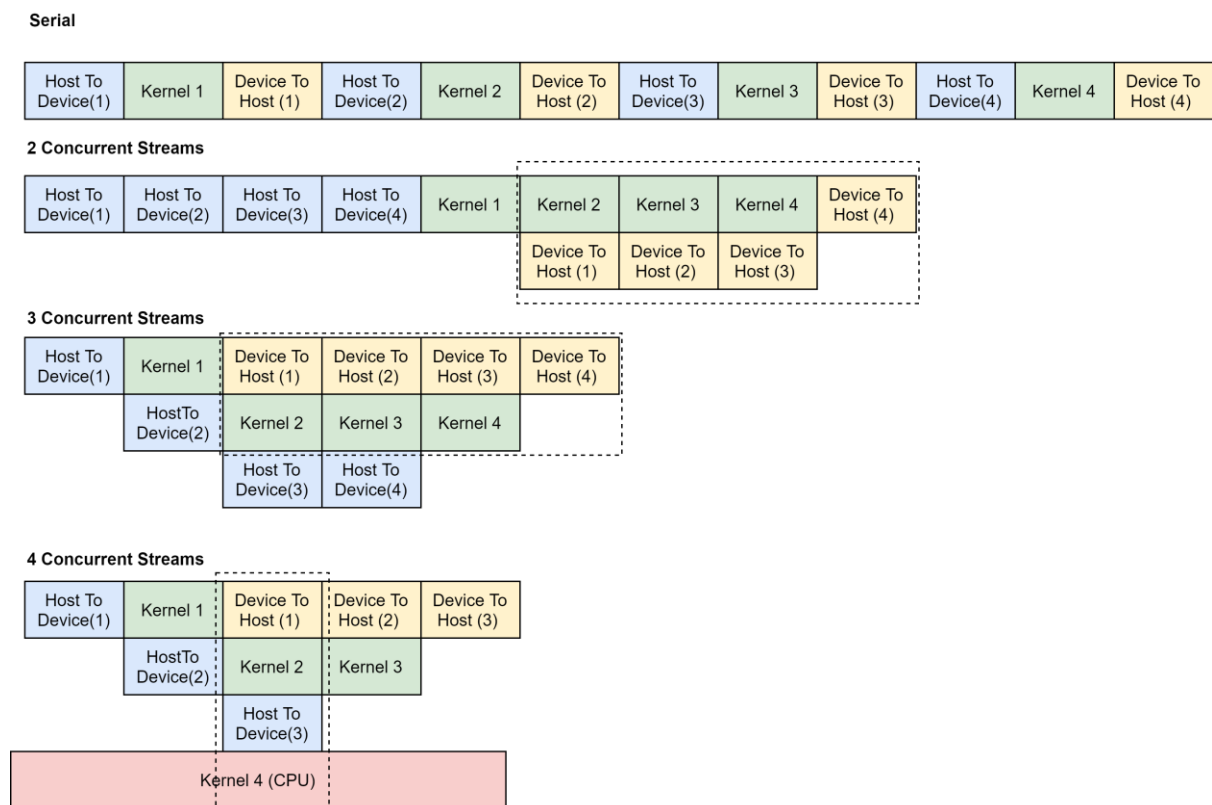 Serial
Host To
Device(1)
Kernel 1
Device To
Host (1)
Host To
Device(2)
Kernel 2
Device To
Host (2)
Host To
Device(3)
Kernel 3
Device To
Host (3)
Host To
Device(4)
Kernel 4
Device To
Host (4)
2 Concurrent Streams
Host To
Device(1)
Host To
Device(2)
Host To
Device(3)
Host To
Device(4)
Kernel 1
Kernel 2
Kernel 3
Kernel 4
Device To
Host (4)
Device To
Host (1)
Device To
Host (2)
Device To
Host (3)
3 Concurrent Streams
Host To
Device(1)
Kernel 1
Device To
Host (1)
Device To
Host (2)
Device To
Host (3)
Device To
Host (4)
HostTo
Device(2)
Kernel 2
Kernel 3
Kernel 4
Host To
Device(3)
Host To
Device(4)
4 Concurrent Streams
Host To
Device(1)
Kernel 1
Device To
Host (1)
Device To
Host (2)
Device To
Host (3)
HostTo
Device(2)
Kernel 2
Kernel 3
Host To
Device(3)
Kernel 4 (CPU)